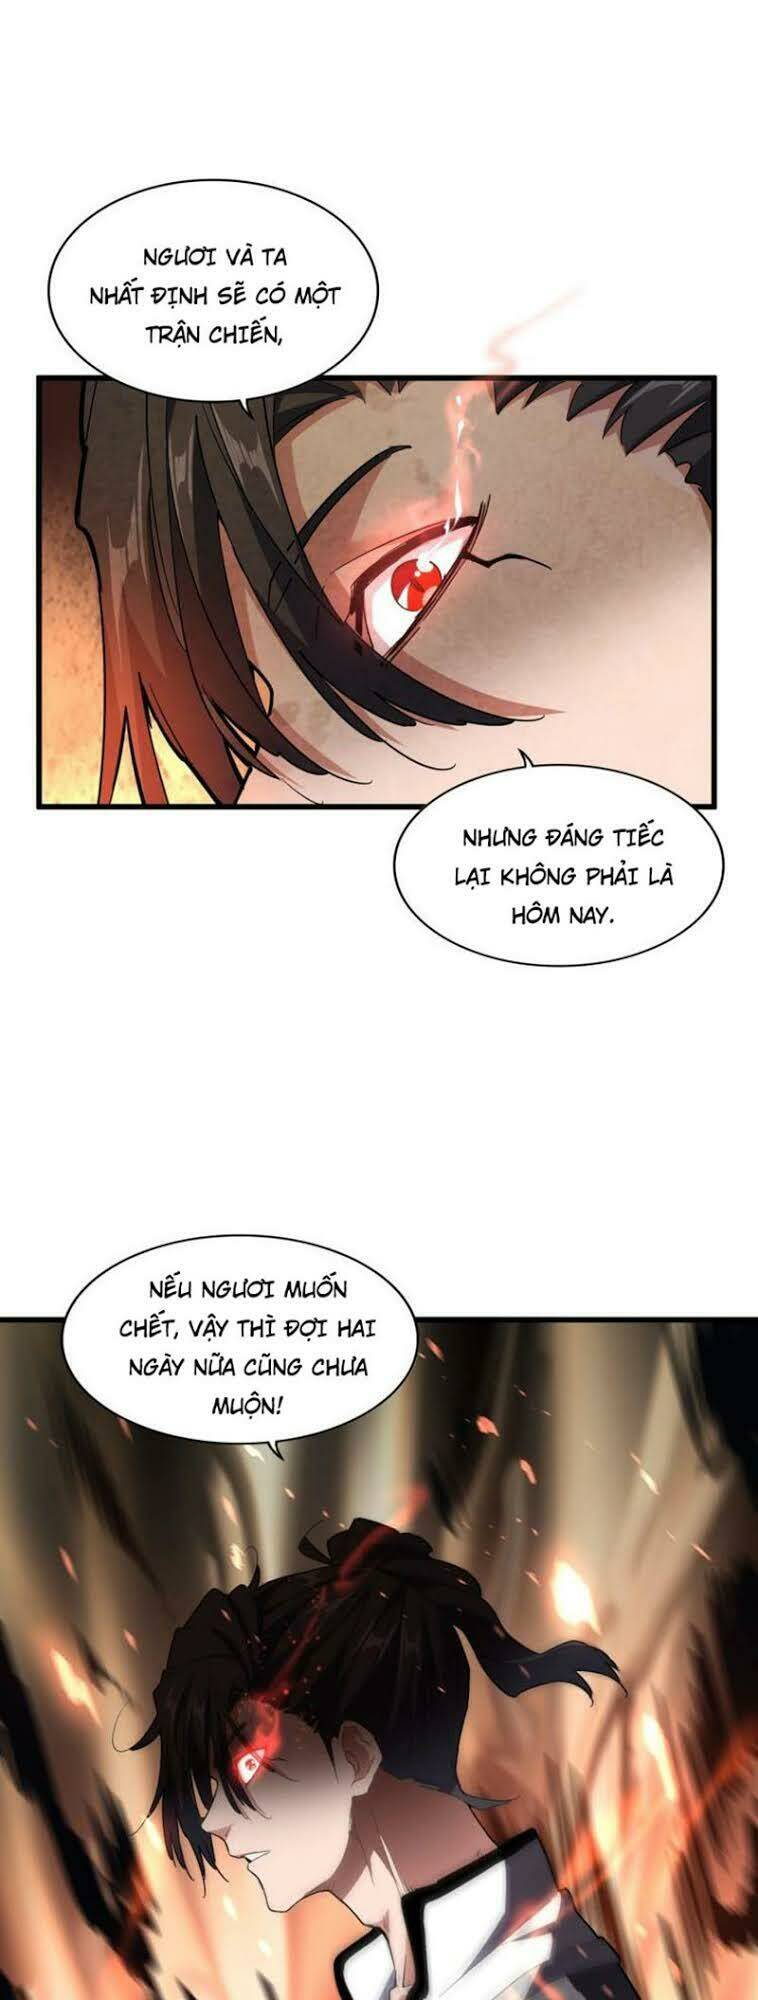 NGƯƠI VÀ TA
NHẤT ĐỊNH SẼ CÓ MỘT
TRẬN CHIẾN,
NHƯNG ĐÁNG TIẾC
LẠI KHÔNG PHẢI LÀ
HÔM NAY.
NẾU NGƯƠI MUỐN
CHẾT, VẬY THÌ ĐỢI HAI
NGÀY NỮA CŨNG CHƯA
MUỘN!